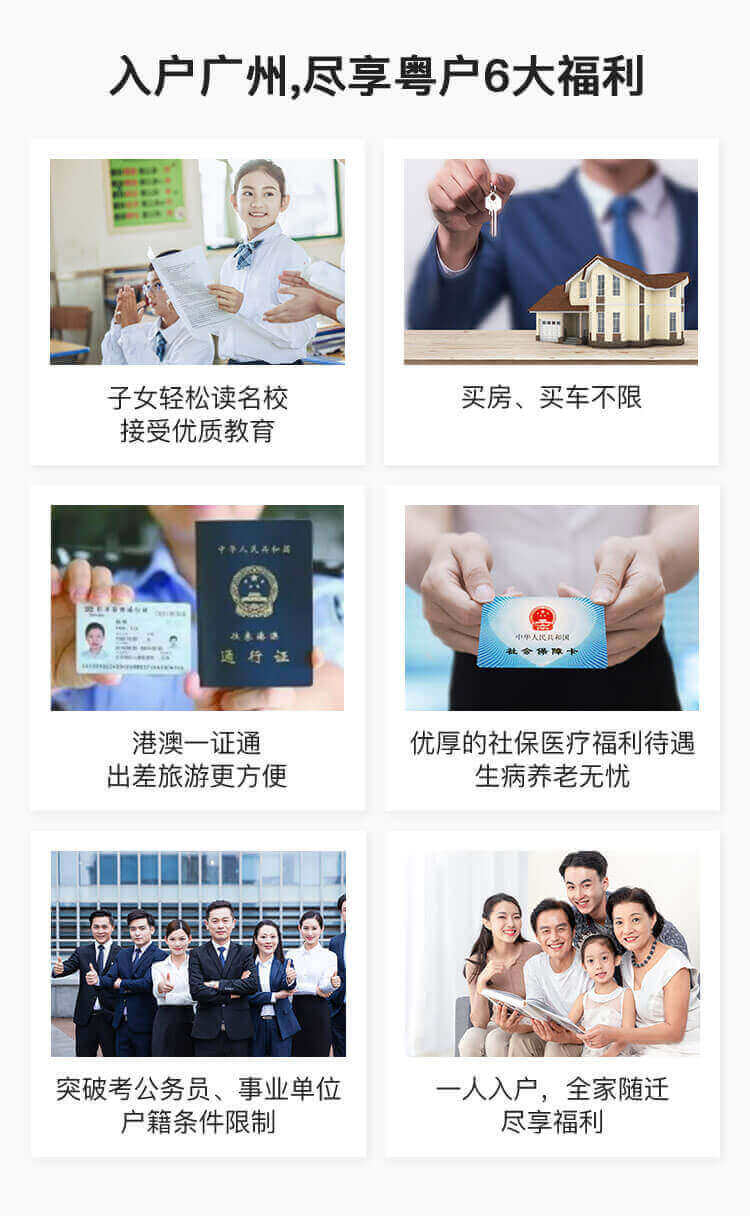 入户广州,尽享粤户6大福利
子女轻松读名校
接受优质教育
买房、买车不限
中华人民共和国
往来港澳
通行证
港澳一证通
出差旅游更方便
中华人民共和国
社会保障卡
优厚的社保医疗福利待遇
生病养老无忧
突破考公务员、事业单位
户籍条件限制
一人入户，全家随迁
尽享福利